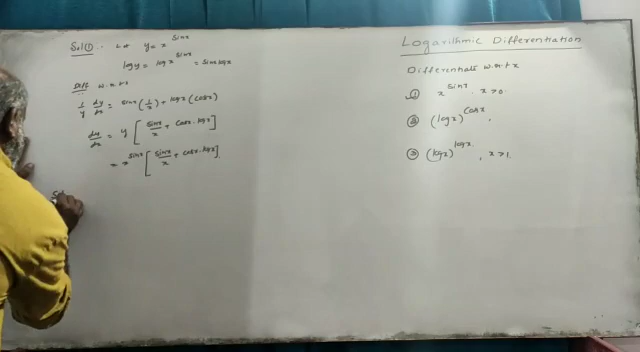 Sol① :- Let y = x^sinx
log y = log x^sinx = sinx logx
Diff w.r.t x
1/y dy/dx = sinx (1/x) + logx (cosx)
dy/dx = y [ sinx/x + cosx·logx ]
= x^sinx [ sinx/x + cosx·logx ].
Sol
Logarithmic Differentiation
Differentiate w.r.t x
① x^sinx , x>0.
② (logx)^cosx ,
③ (logx)^logx , x>1.